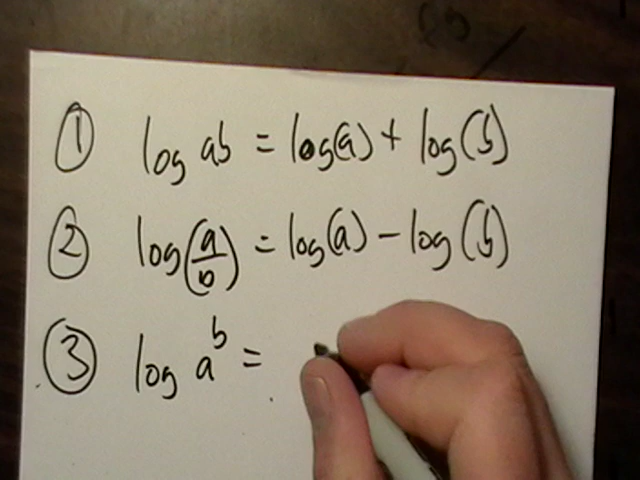 ① log ab = log(a) + log(b)
② log(a/b) = log(a) - log(b)
③ log a^b =